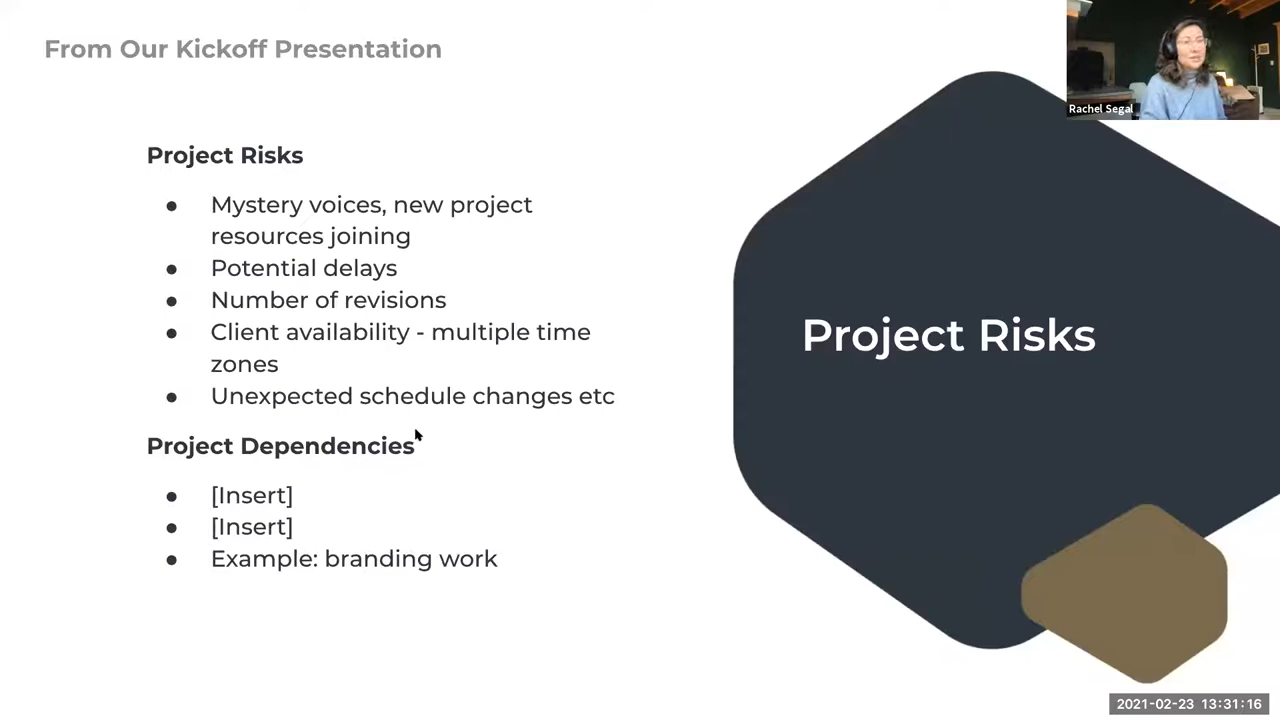 From Our Kickoff Presentation
Rachel Segal
Project Risks
● Mystery voices, new project
resources joining
● Potential delays
● Number of revisions
● Client availability - multiple time
zones
● Unexpected schedule changes etc
Project Dependencies
● [Insert]
● [Insert]
● Example: branding work
Project Risks
2021-02-23 13:31:16